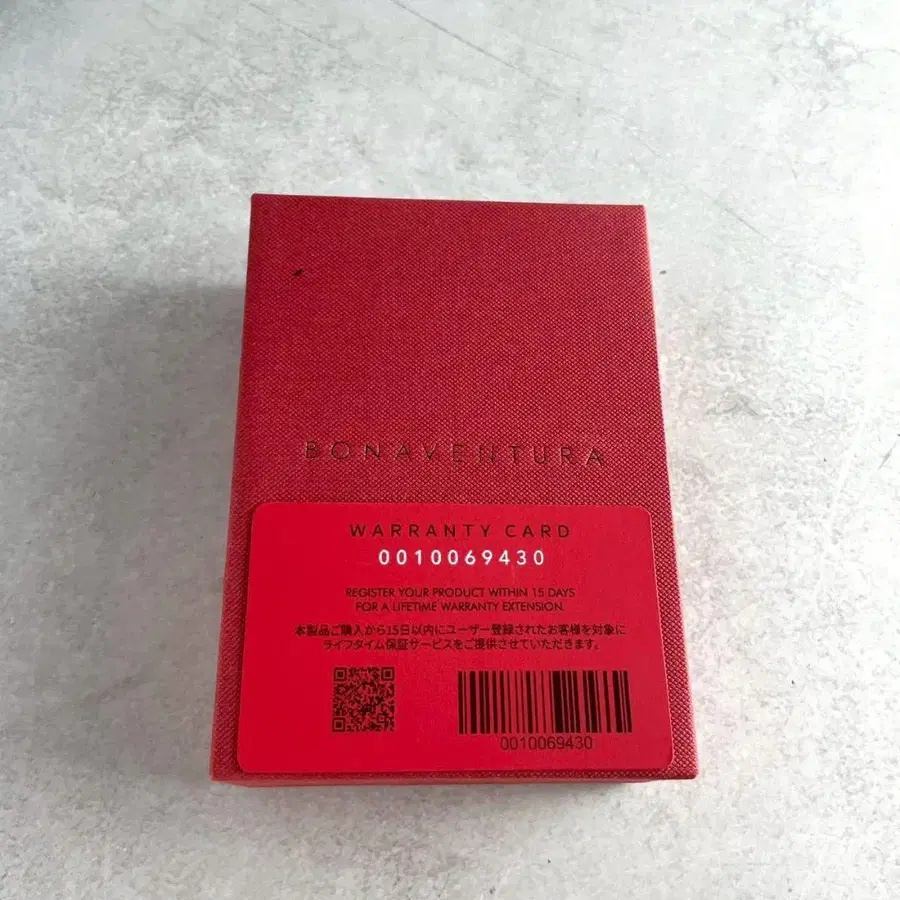 BONAVENTURA
WARRANTY CARD
0010069430
REGISTER YOUR PRODUCT WITHIN 15 DAYS
FOR A LIFETIME WARRANTY EXTENSION.
本製品ご購入から15日以内にユーザー登録されたお客様を対象に
ライフタイム保証サービスをご提供させていただきます。
0010069430